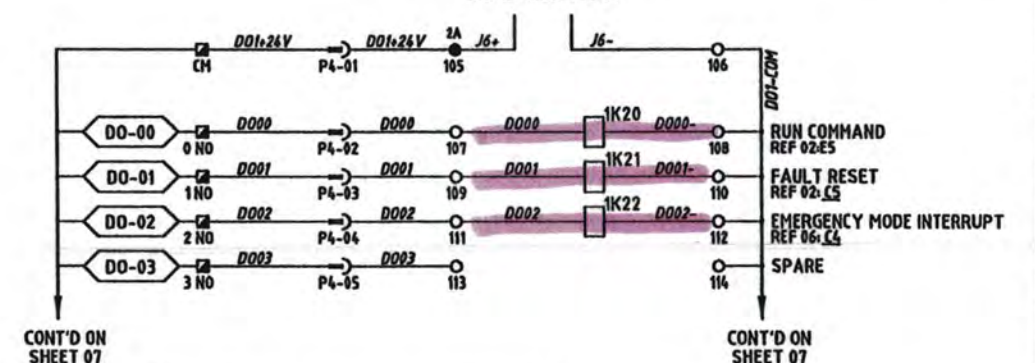 DO1+24V DO1+24V 2A J6+ J6- DO1-COM
CM P4-01 105 106
DO-00 DO00 DO00 DO00 1K20 DO00- RUN COMMAND
0 NO P4-02 107 108 REF 02:E5
DO-01 DO01 DO01 DO01 1K21 DO01- FAULT RESET
1 NO P4-03 109 110 REF 02: C5
DO-02 DO02 DO02 DO02 1K22 DO02- EMERGENCY MODE INTERRUPT
2 NO P4-04 111 112 REF 06: C4
DO-03 DO03 DO03 SPARE
3 NO P4-05 113 114
CONT'D ON CONT'D ON
SHEET 07 SHEET 07